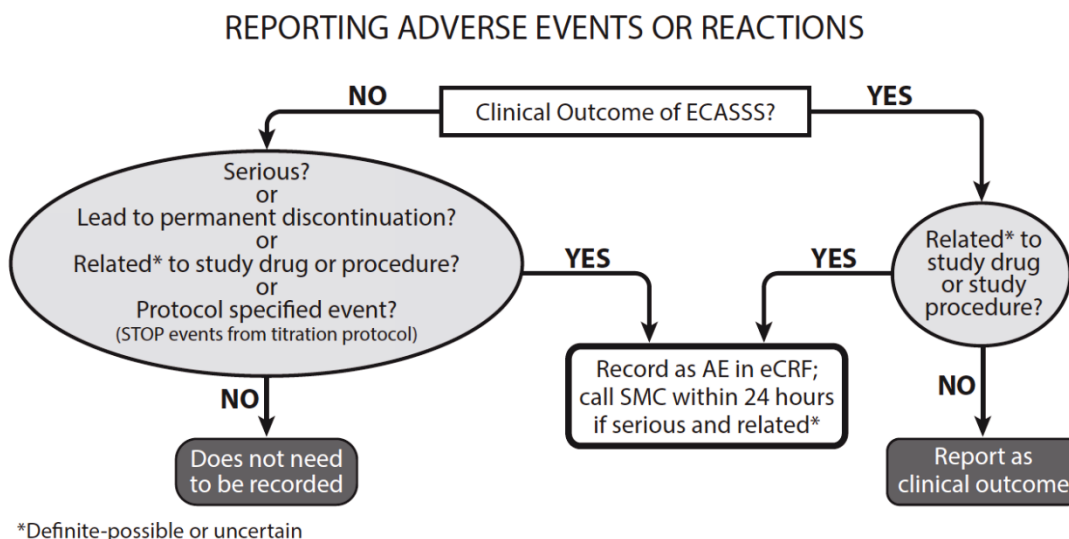 REPORTING ADVERSE EVENTS OR REACTIONS
NO
Clinical Outcome of ECASSS?
YES
Serious?
or
Lead to permanent discontinuation?
or
Related* to study drug or procedure?
or
Protocol specified event?
(STOP events from titration protocol)
YES
YES
Related* to
study drug
or study
procedure?
Record as AE in eCRF;
call SMC within 24 hours
if serious and related*
NO
NO
Does not need
to be recorded
Report as
clinical outcome
*Definite-possible or uncertain